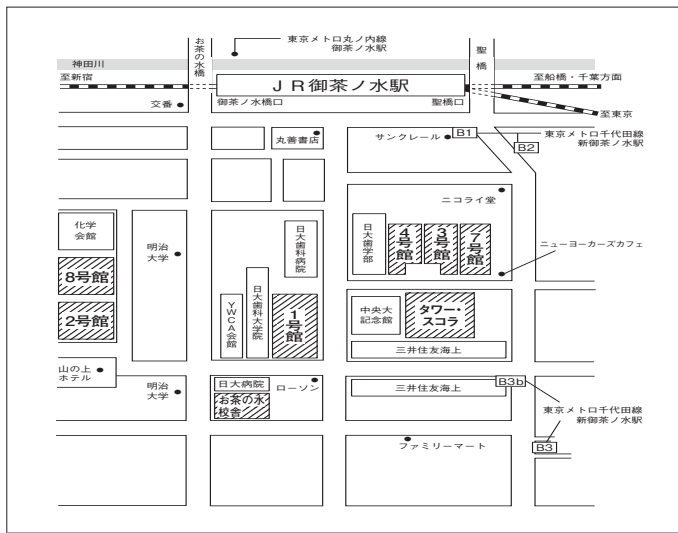 東京メトロ丸ノ内線
御茶ノ水駅
お茶の水橋
聖橋
神田川
至新宿
JR御茶ノ水駅
至船橋・千葉方面
交番
御茶ノ水橋口
聖橋口
至東京
丸善書店
サンクレール
B1
東京メトロ千代田線
新御茶ノ水駅
B2
ニコライ堂
化学
会館
明治
大学
日大歯科病院
日大歯学部
4号館
3号館
7号館
ニューヨーカーズカフェ
8号館
2号館
YWCA会館
日大歯科大学院
1号館
中央大
記念館
タワー・
スコラ
三井住友海上
山の上
ホテル
明治
大学
日大病院
ローソン
お茶の水
校舎
三井住友海上
B3b
東京メトロ千代田線
新御茶ノ水駅
ファミリーマート
B3